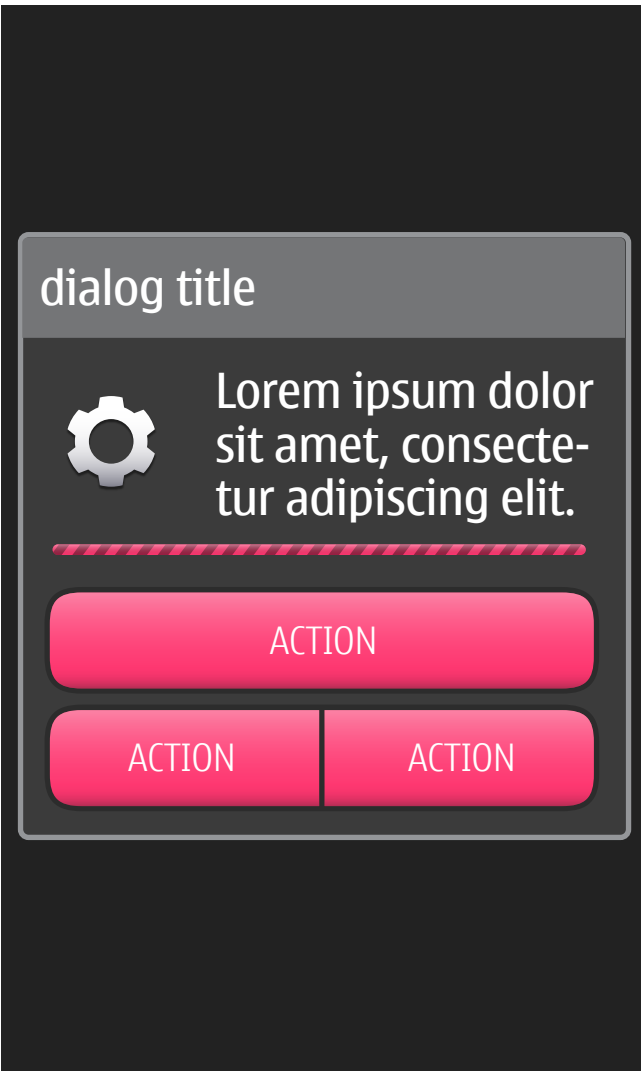 dialog title
Lorem ipsum dolor
sit amet, consecte-
tur adipiscing elit.
ACTION
ACTION ACTION